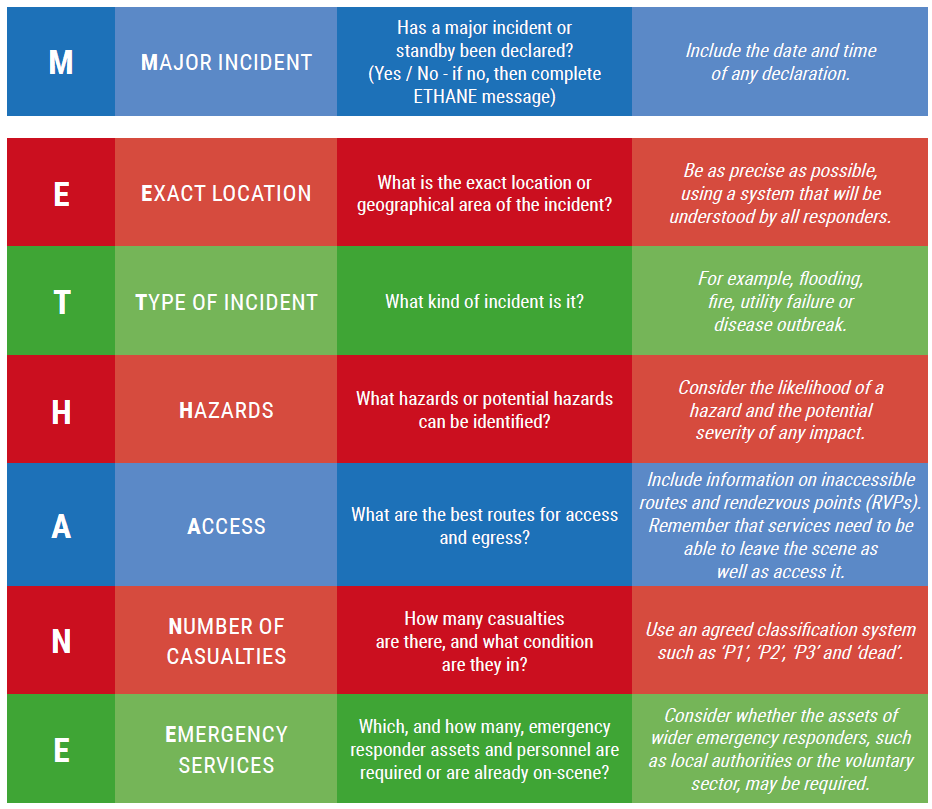 M
MAJOR INCIDENT
Has a major incident or
standby been declared?
(Yes / No - if no, then complete
ETHANE message)
Include the date and time
of any declaration.
E
EXACT LOCATION
What is the exact location or
geographical area of the incident?
Be as precise as possible,
using a system that will be
understood by all responders.
T
TYPE OF INCIDENT
What kind of incident is it?
For example, flooding,
fire, utility failure or
disease outbreak.
H
HAZARDS
What hazards or potential hazards
can be identified?
Consider the likelihood of a
hazard and the potential
severity of any impact.
A
ACCESS
What are the best routes for access
and egress?
Include information on inaccessible
routes and rendezvous points (RVPs).
Remember that services need to be
able to leave the scene as
well as access it.
N
NUMBER OF
CASUALTIES
How many casualties
are there, and what condition
are they in?
Use an agreed classification system
such as ‘P1’, ‘P2’, ‘P3’ and ‘dead’.
E
EMERGENCY
SERVICES
Which, and how many, emergency
responder assets and personnel are
required or are already on-scene?
Consider whether the assets of
wider emergency responders, such
as local authorities or the voluntary
sector, may be required.